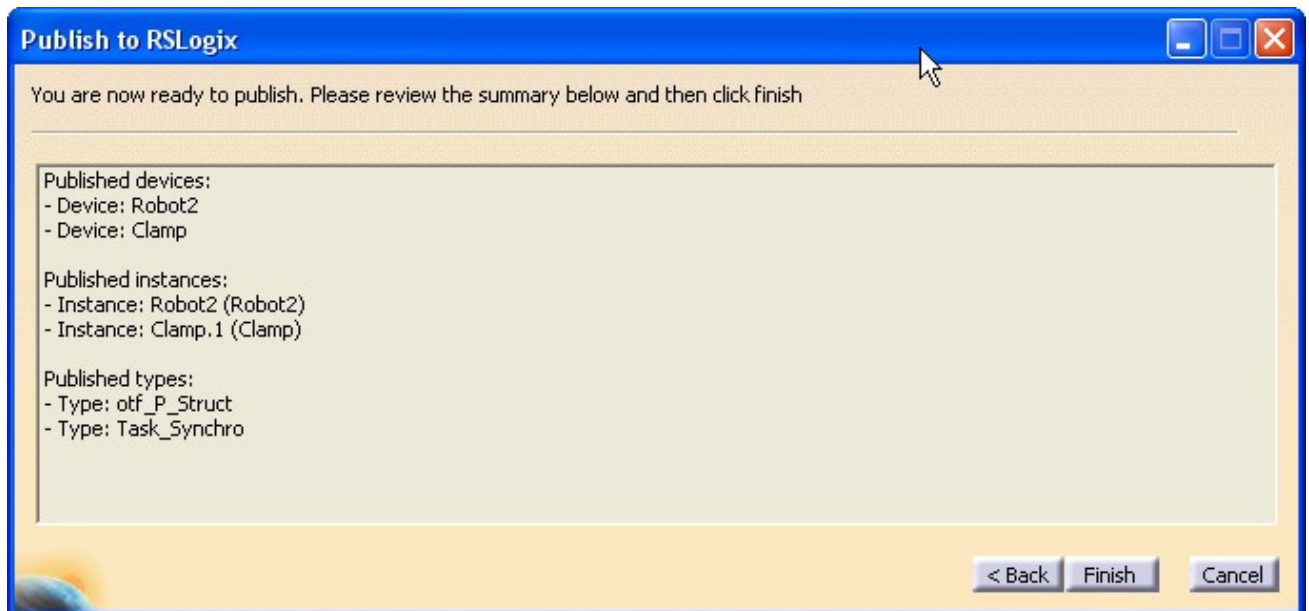 Publish to RSLogix
You are now ready to publish. Please review the summary below and then click finish
Published devices:
- Device: Robot2
- Device: Clamp
Published instances:
- Instance: Robot2 (Robot2)
- Instance: Clamp.1 (Clamp)
Published types:
- Type: otf_P_Struct
- Type: Task_Synchro
< Back Finish Cancel